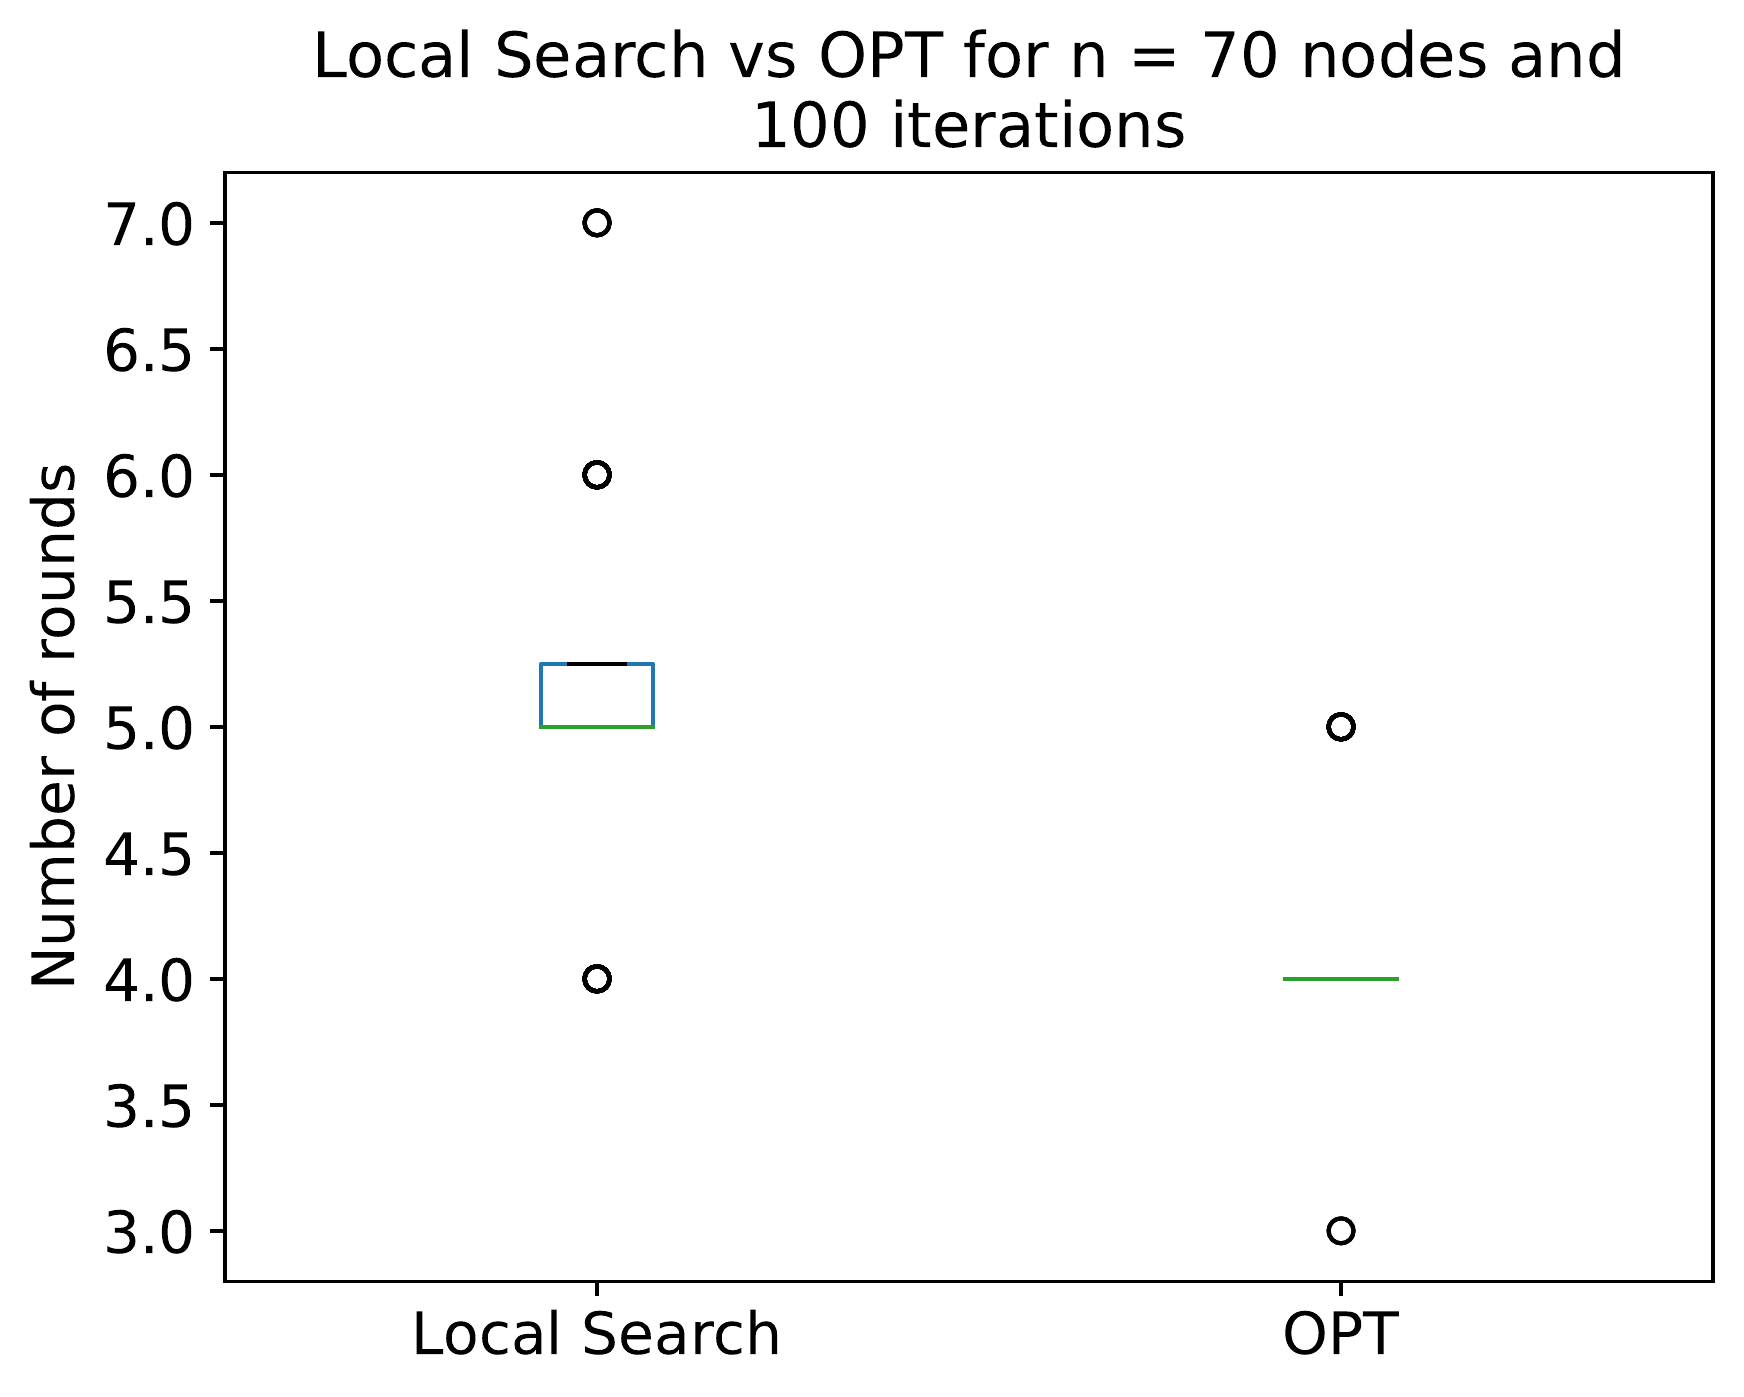 Local Search vs OPT for n = 70 nodes and
100 iterations
Number of rounds
7.0
6.5
6.0
5.5
5.0
4.5
4.0
3.5
3.0
Local Search
OPT